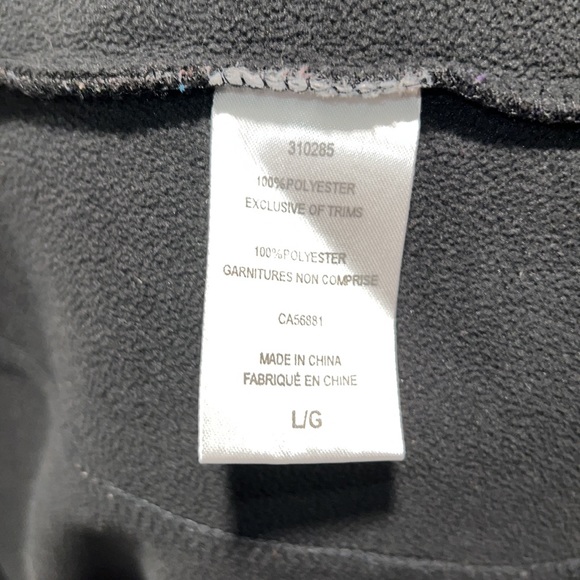 310285
100%POLYESTER
EXCLUSIVE OF TRIMS
100%POLYESTER
GARNITURES NON COMPRISE
CA56881
MADE IN CHINA
FABRIQUÉ EN CHINE
L/G